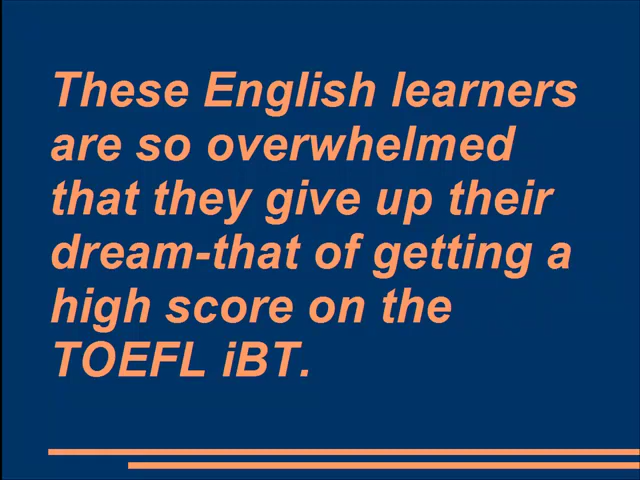 These English learners
are so overwhelmed
that they give up their
dream-that of getting a
high score on the
TOEFL iBT.